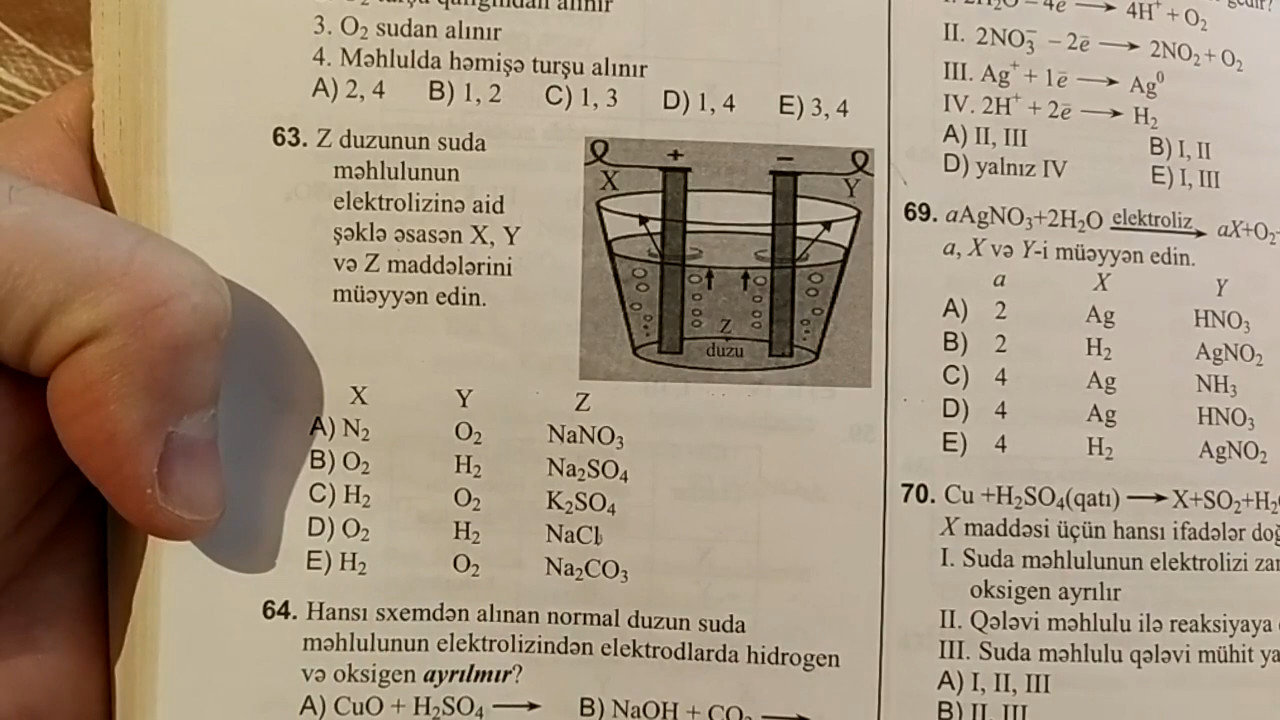 3. O₂ sudan alınır
4. Məhlulda həmişə turşu alınır
A) 2, 4 B) 1, 2 C) 1, 3 D) 1, 4 E) 3, 4
63. Z duzunun suda
məhlulunun
elektrolizinə aid
şəklə əsasən X, Y
və Z maddələrini
müəyyən edin.
+ −
X Y
Z
duzu
X Y Z
A) N₂ O₂ NaNO₃
B) O₂ H₂ Na₂SO₄
C) H₂ O₂ K₂SO₄
D) O₂ H₂ NaCl
E) H₂ O₂ Na₂CO₃
64. Hansı sxemdən alınan normal duzun suda
məhlulunun elektrolizindən elektrodlarda hidrogen
və oksigen ayrılmır?
A) CuO + H₂SO₄ ⟶ B) NaOH + CO₂ ⟶
4ē ⟶ 4H⁺ + O₂
II. 2NO₃⁻ − 2ē ⟶ 2NO₂ + O₂
III. Ag⁺ + 1ē ⟶ Ag⁰
IV. 2H⁺ + 2ē ⟶ H₂
A) II, III B) I, II
D) yalnız IV E) I, III
69. aAgNO₃+2H₂O elektroliz⟶ aX+O₂
a, X və Y-i müəyyən edin.
a X Y
A) 2 Ag HNO₃
B) 2 H₂ AgNO₂
C) 4 Ag NH₃
D) 4 Ag HNO₃
E) 4 H₂ AgNO₂
70. Cu +H₂SO₄(qatı) ⟶ X+SO₂+H₂
X maddəsi üçün hansı ifadələr
I. Suda məhlulunun elektrolizi
oksigen ayrılır
II. Qələvi məhlulu ilə reaksiyaya
III. Suda məhlulu qələvi mühit
A) I, II, III
B) II, III